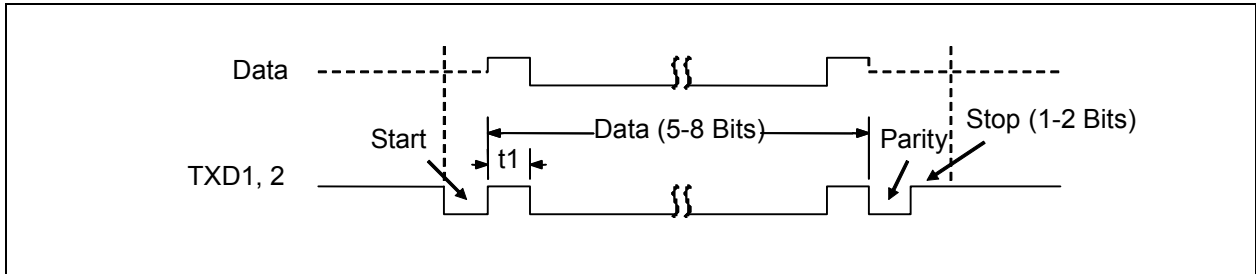 Data
Data (5-8 Bits)
Stop (1-2 Bits)
Start
Parity
t1
TXD1, 2